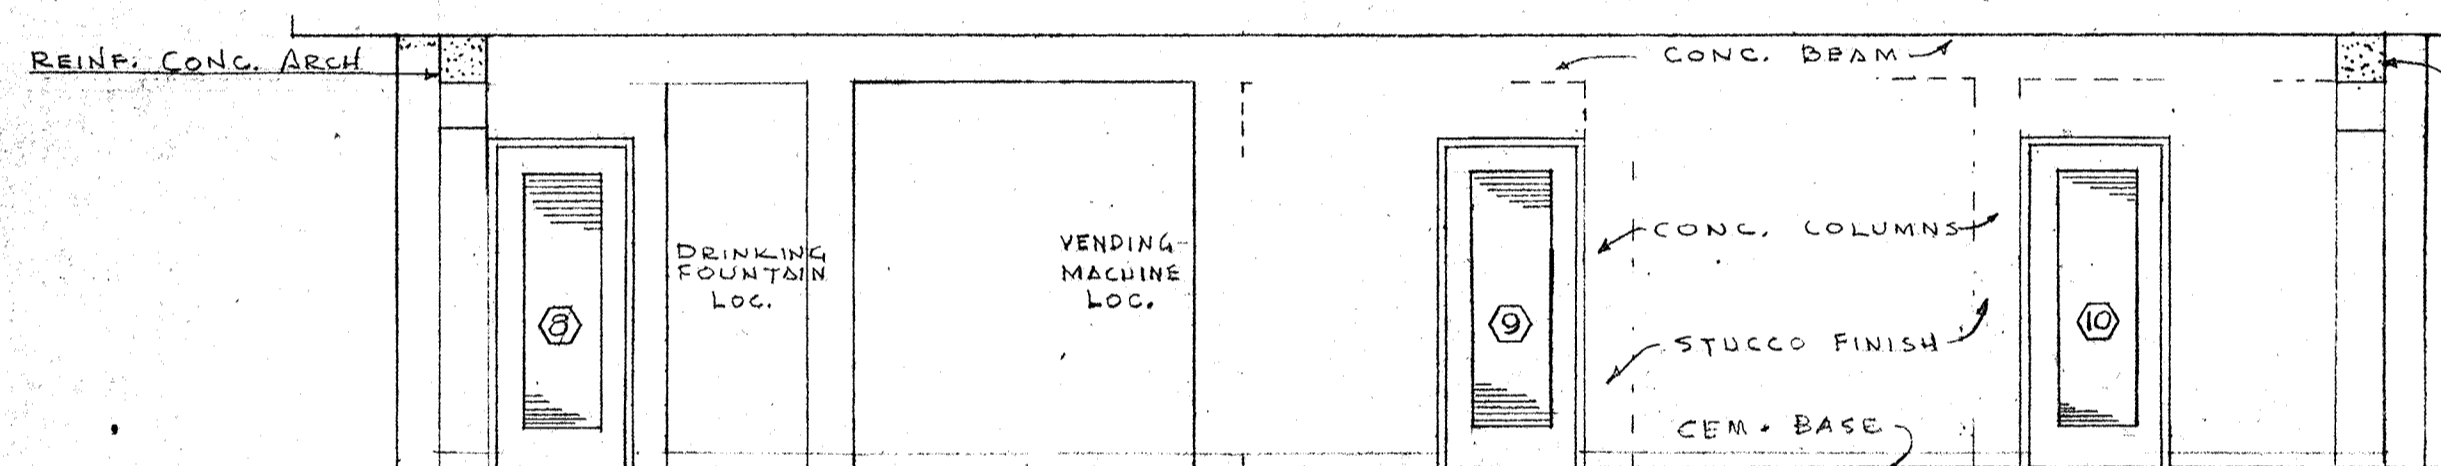 REINF. CONC. ARCH
CONC. BEAM
DRINKING
FOUNTAIN
LOC.
VENDING
MACHINE
LOC.
CONC. COLUMNS
STUCCO FINISH
CEM. BASE
8
9
10